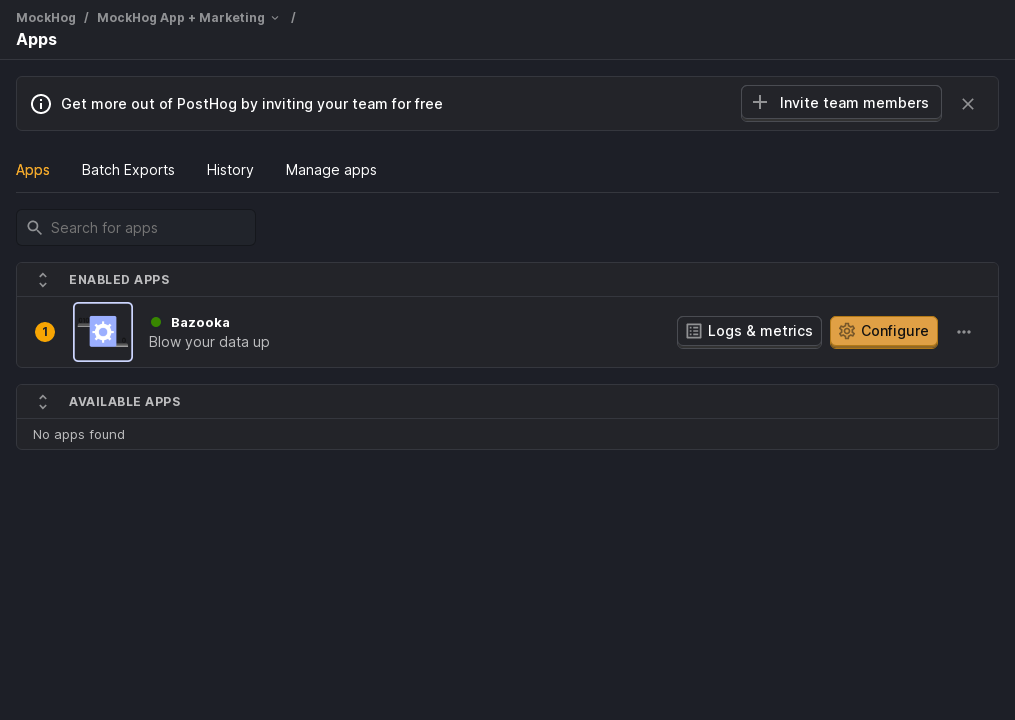 MockHog / MockHog App + Marketing /
Apps
Get more out of PostHog by inviting your team for free
Invite team members
Apps Batch Exports History Manage apps
Search for apps
ENABLED APPS
1
Bazooka
Blow your data up
Logs & metrics
Configure
AVAILABLE APPS
No apps found